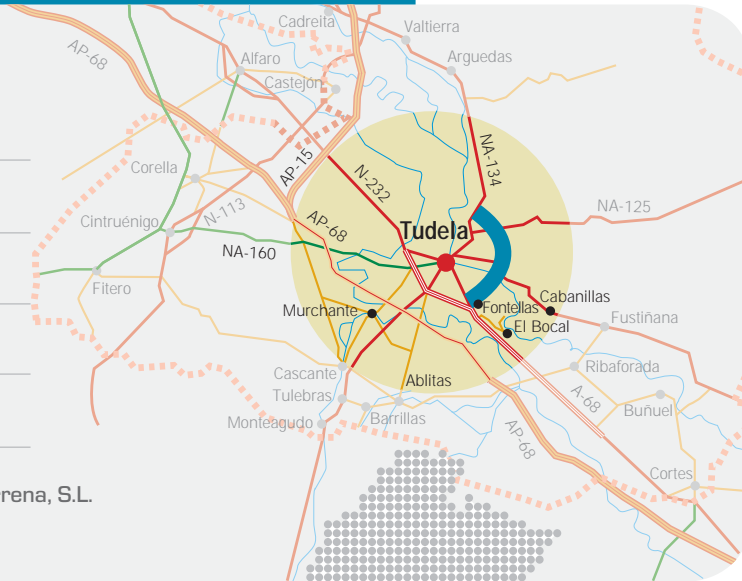 Cadreita
Valtierra
AP-68
Alfaro
Arguedas
Castejón
AP-15
NA-134
Corella
N-232
NA-125
Cintruénigo
N-113
AP-68
Tudela
NA-160
Fitero
Cabanillas
Murchante
Fontellas
El Bocal
Fustiñana
Cascante
Ablitas
Ribaforada
Tulebras
A-68
Buñuel
Monteagudo
Barrillas
AP-68
Cortes
rena, S.L.